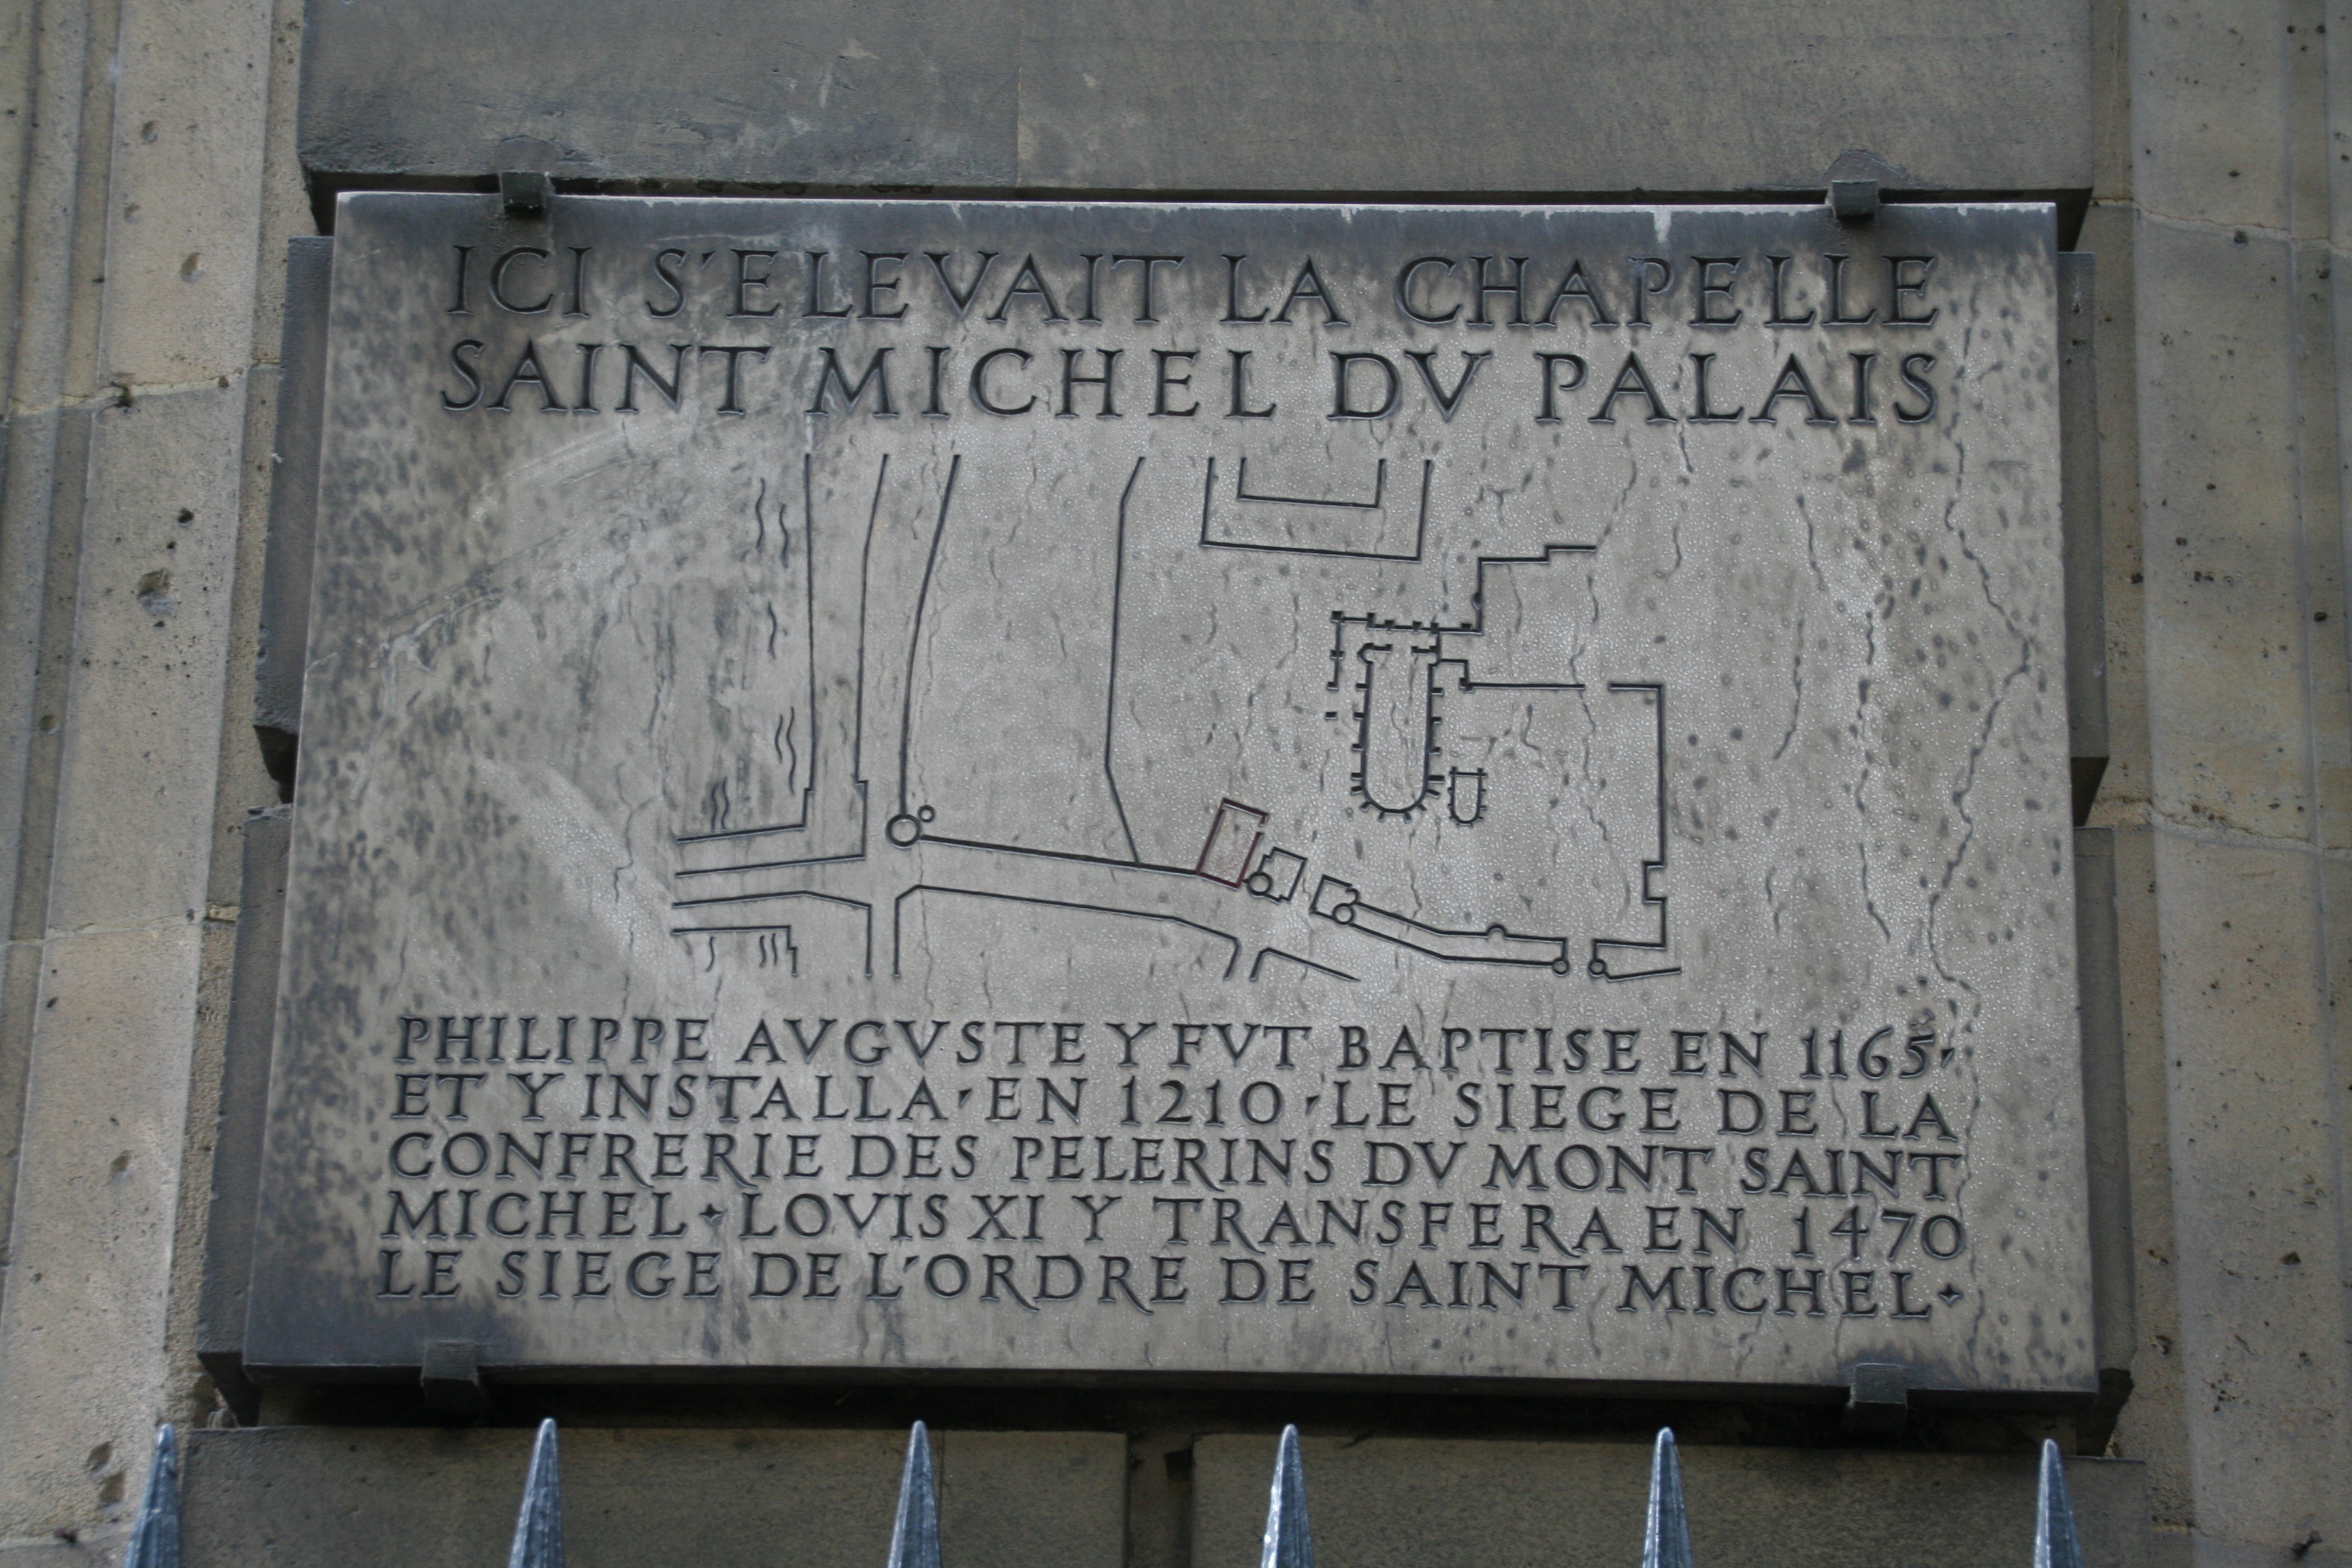 ICI S'ELEVAIT LA CHAPELLE
SAINT MICHEL DV PALAIS
PHILIPPE AVGVSTE Y FVT BAPTISE EN 1165,
ET Y INSTALLA, EN 1210, LE SIEGE DE LA
CONFRERIE DES PELERINS DV MONT SAINT
MICHEL. LOVIS XI Y TRANSFERA EN 1470
LE SIEGE DE L'ORDRE DE SAINT MICHEL.